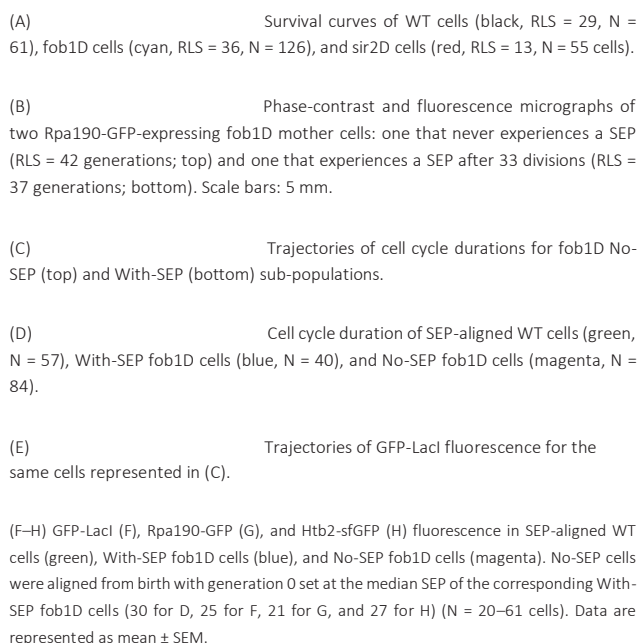 (A) Survival curves of WT cells (black, RLS = 29, N =
61), fob1D cells (cyan, RLS = 36, N = 126), and sir2D cells (red, RLS = 13, N = 55 cells).
(B) Phase-contrast and fluorescence micrographs of
two Rpa190-GFP-expressing fob1D mother cells: one that never experiences a SEP
(RLS = 42 generations; top) and one that experiences a SEP after 33 divisions (RLS =
37 generations; bottom). Scale bars: 5 mm.
(C) Trajectories of cell cycle durations for fob1D No-
SEP (top) and With-SEP (bottom) sub-populations.
(D) Cell cycle duration of SEP-aligned WT cells (green,
N = 57), With-SEP fob1D cells (blue, N = 40), and No-SEP fob1D cells (magenta, N =
84).
(E) Trajectories of GFP-LacI fluorescence for the
same cells represented in (C).
(F–H) GFP-LacI (F), Rpa190-GFP (G), and Htb2-sfGFP (H) fluorescence in SEP-aligned WT
cells (green), With-SEP fob1D cells (blue), and No-SEP fob1D cells (magenta). No-SEP cells
were aligned from birth with generation 0 set at the median SEP of the corresponding With-
SEP fob1D cells (30 for D, 25 for F, 21 for G, and 27 for H) (N = 20–61 cells). Data are
represented as mean ± SEM.